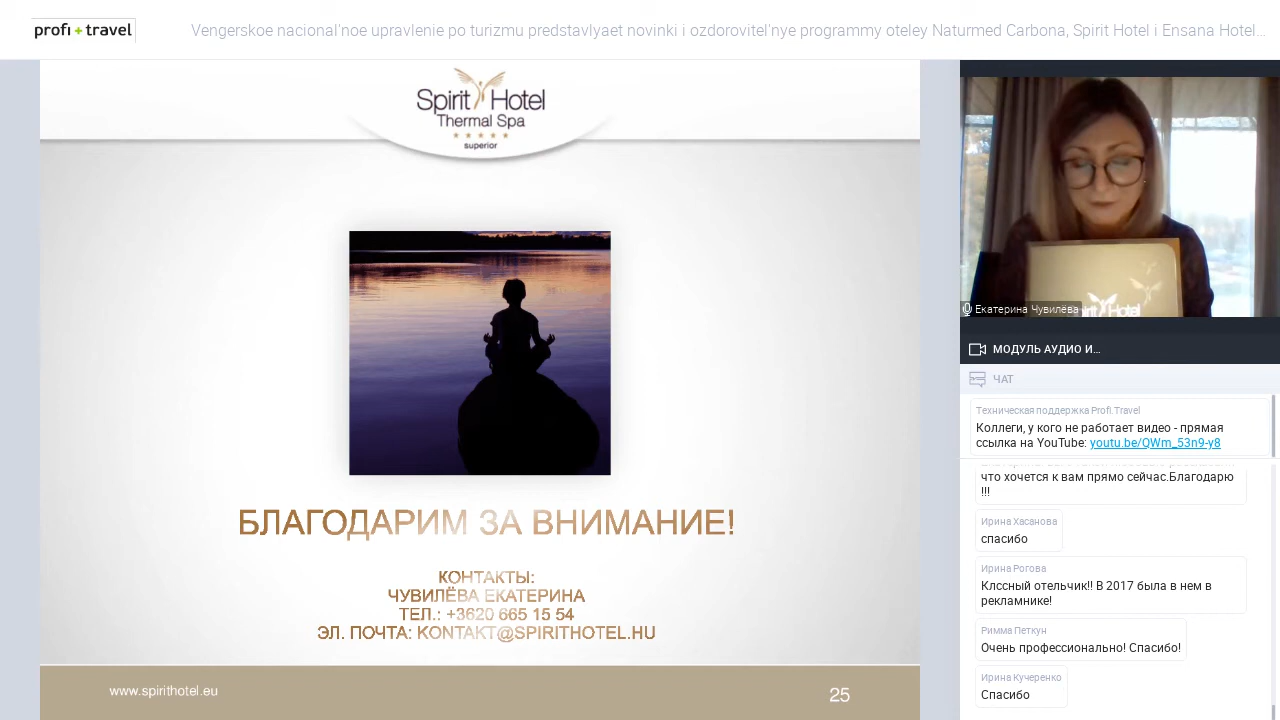 profi + travel
Vengerskoe nacional'noe upravlenie po turizmu predstavlyaet novinki i ozdorovitel'nye programmy oteley Naturmed Carbona, Spirit Hotel i Ensana Hotel...
Spirit Hotel
Thermal Spa
superior
БЛАГОДАРИМ ЗА ВНИМАНИЕ!
КОНТАКТЫ:
ЧУВИЛЁВА ЕКАТЕРИНА
ТЕЛ.: +3620 665 15 54
ЭЛ. ПОЧТА: KONTAKT@SPIRITHOTEL.HU
www.spirithotel.eu
25
Екатерина Чувилёва
МОДУЛЬ АУДИО И...
ЧАТ
Техническая поддержка Profi.Travel
Коллеги, у кого не работает видео - прямая
ссылка на YouTube: youtu.be/QWm_53n9-y8
что хочется к вам прямо сейчас.Благодарю
!!!
Ирина Хасанова
спасибо
Ирина Рогова
Клссный отельчик!! В 2017 была в нем в
рекламнике!
Римма Петкун
Очень профессионально! Спасибо!
Ирина Кучеренко
Спасибо